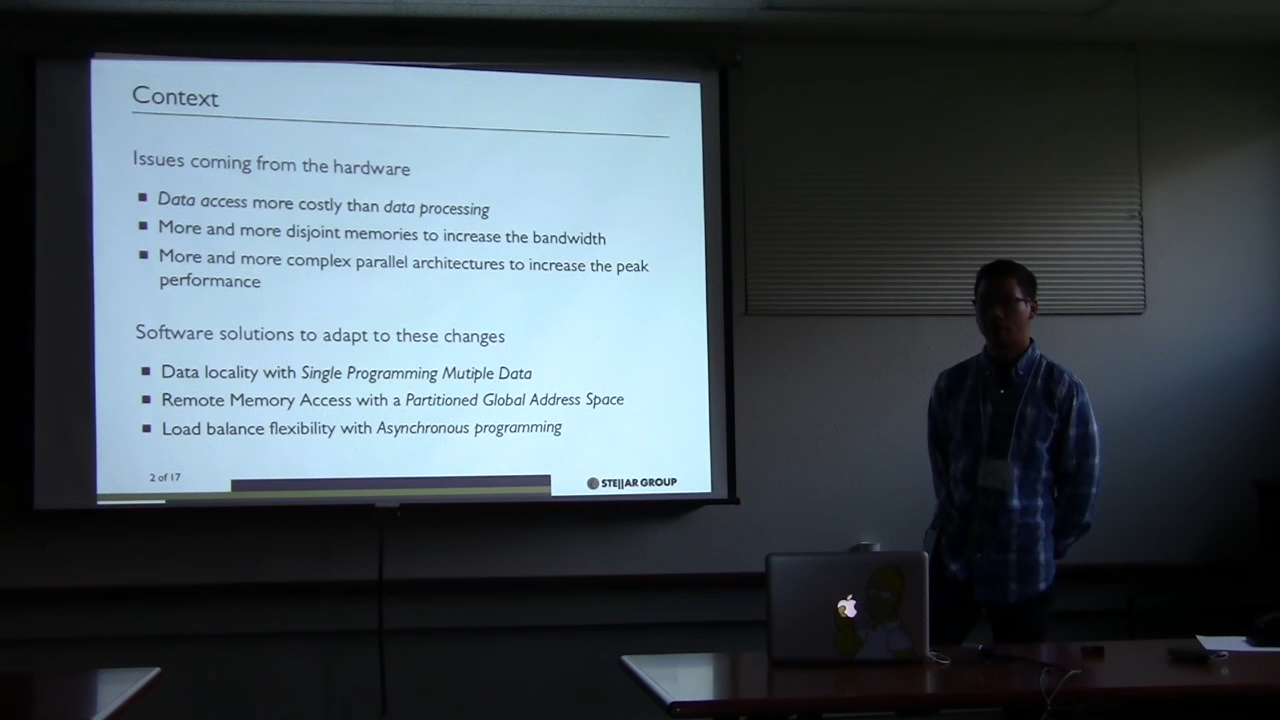 Context
Issues coming from the hardware
Data access more costly than data processing
More and more disjoint memories to increase the bandwidth
More and more complex parallel architectures to increase the peak
performance
Software solutions to adapt to these changes
Data locality with Single Programming Mutiple Data
Remote Memory Access with a Partitioned Global Address Space
Load balance flexibility with Asynchronous programming
2 of 17
STE||AR GROUP